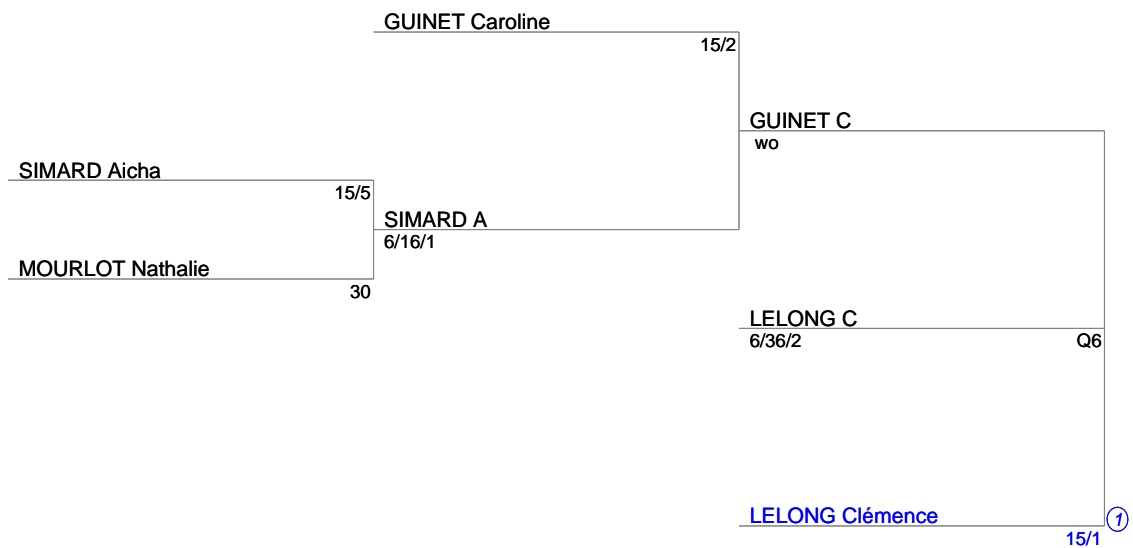 GUINET Caroline
15/2
GUINET C
wo
SIMARD Aicha
15/5
SIMARD A
6/16/1
MOURLOT Nathalie
30
LELONG C
6/36/2
Q6
LELONG Clémence
1
15/1